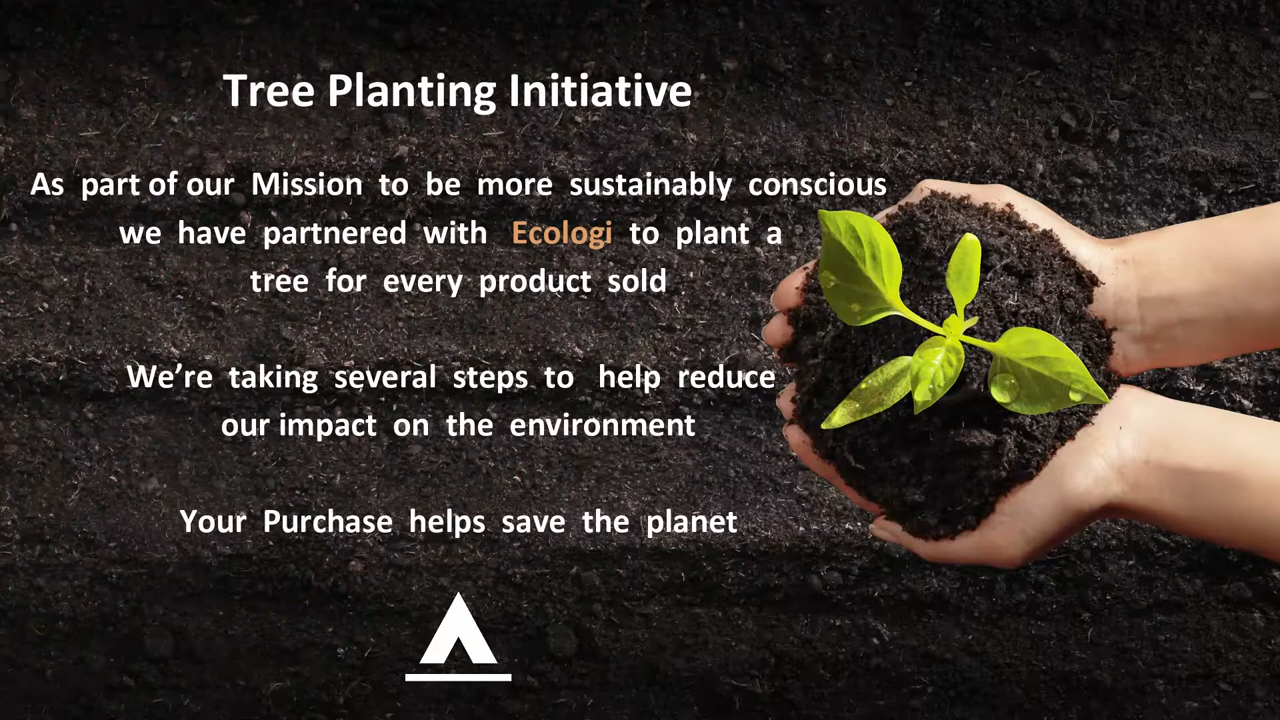 Tree Planting Initiative
As part of our Mission to be more sustainably conscious
we have partnered with Ecologi to plant a
tree for every product sold
We’re taking several steps to help reduce
our impact on the environment
Your Purchase helps save the planet